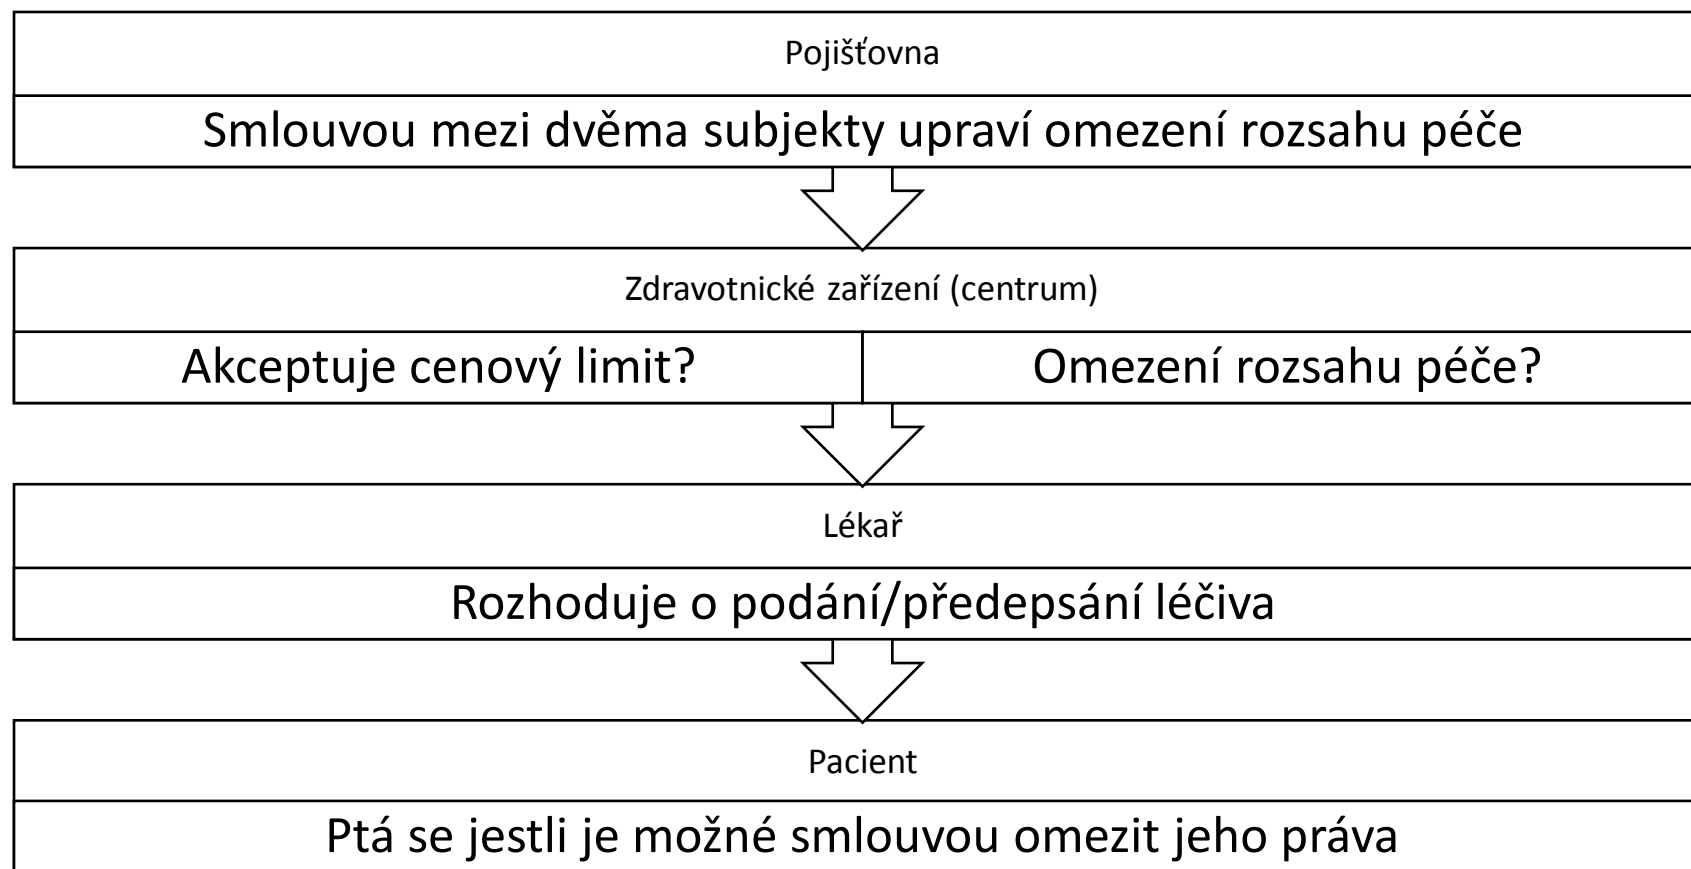 Pojišťovna
Smlouvou mezi dvěma subjekty upraví omezení rozsahu péče
Zdravotnické zařízení (centrum)
Akceptuje cenový limit?
Omezení rozsahu péče?
Lékař
Rozhoduje o podání/předepsání léčiva
Pacient
Ptá se jestli je možné smlouvou omezit jeho práva